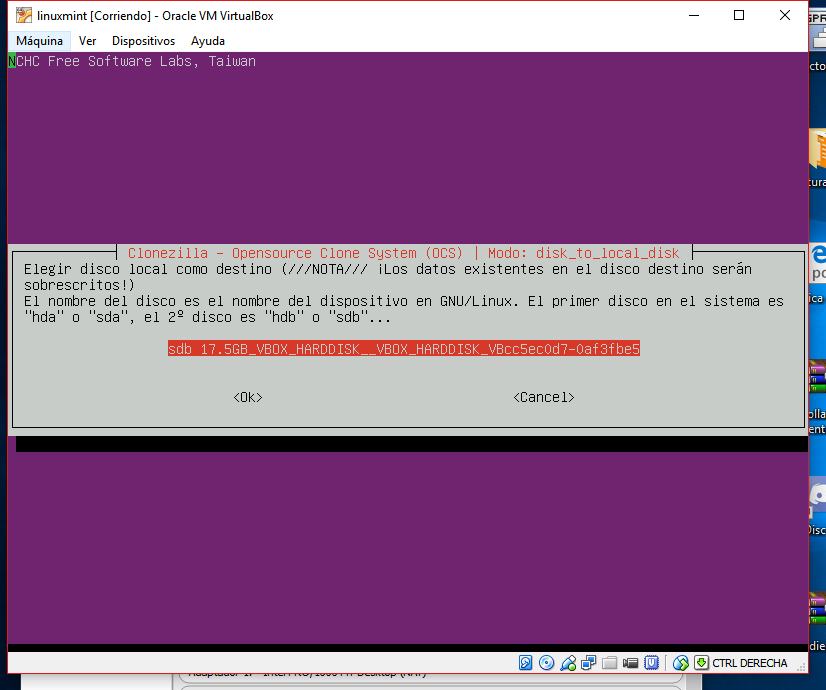 linuxmint [Corriendo] - Oracle VM VirtualBox
Máquina Ver Dispositivos Ayuda
NCHC Free Software Labs, Taiwan
Clonezilla - Opensource Clone System (OCS) | Modo: disk_to_local_disk
Elegir disco local como destino (///NOTA/// ¡Los datos existentes en el disco destino serán
sobrescritos!)
El nombre del disco es el nombre del dispositivo en GNU/Linux. El primer disco en el sistema es
"hda" o "sda", el 2º disco es "hdb" o "sdb"...
sdb 17.5GB_VBOX_HARDDISK__VBOX_HARDDISK_VBcc5ec0d7-0af3fbe5
<Ok> <Cancel>
CTRL DERECHA